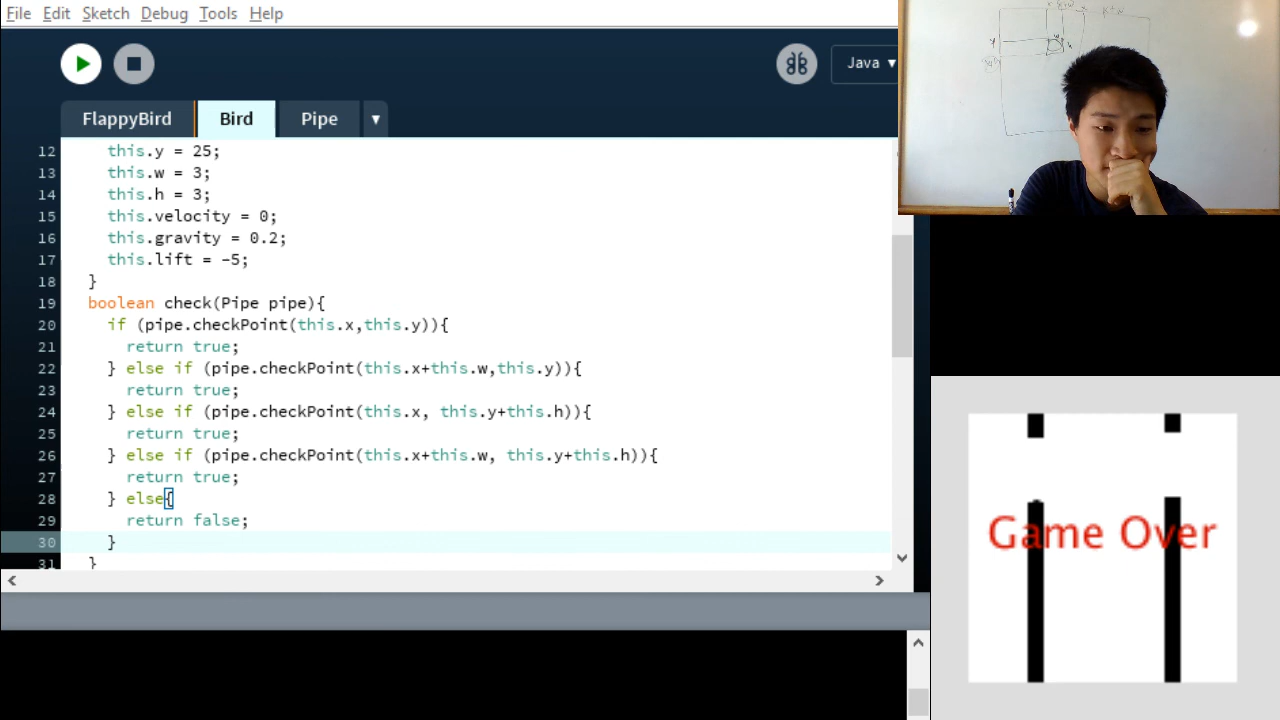 File Edit Sketch Debug Tools Help
Java ▾
FlappyBird Bird Pipe ▾
12 this.y = 25;
13 this.w = 3;
14 this.h = 3;
15 this.velocity = 0;
16 this.gravity = 0.2;
17 this.lift = -5;
18 }
19 boolean check(Pipe pipe){
20 if (pipe.checkPoint(this.x,this.y)){
21 return true;
22 } else if (pipe.checkPoint(this.x+this.w,this.y)){
23 return true;
24 } else if (pipe.checkPoint(this.x, this.y+this.h)){
25 return true;
26 } else if (pipe.checkPoint(this.x+this.w, this.y+this.h)){
27 return true;
28 } else{
29 return false;
30 }
31 }
Game Over